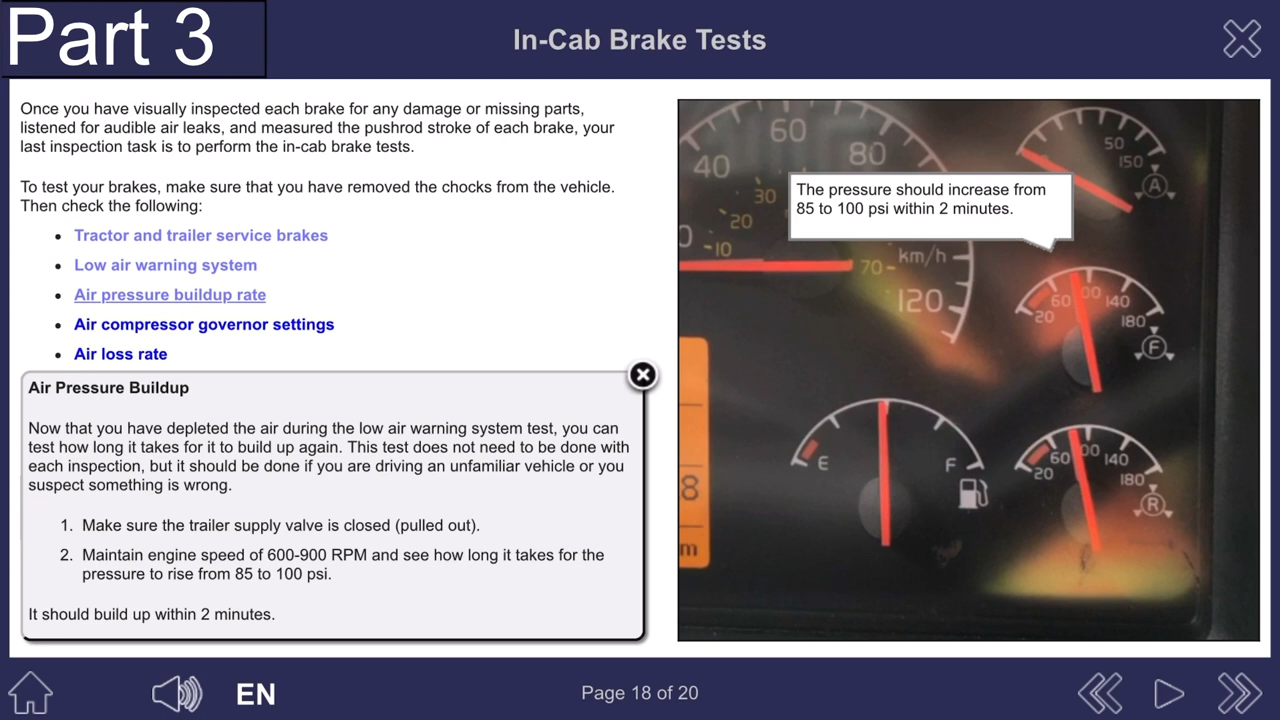 Part 3
In-Cab Brake Tests
Once you have visually inspected each brake for any damage or missing parts,
listened for audible air leaks, and measured the pushrod stroke of each brake, your
last inspection task is to perform the in-cab brake tests.
To test your brakes, make sure that you have removed the chocks from the vehicle.
Then check the following:
• Tractor and trailer service brakes
• Low air warning system
• Air pressure buildup rate
• Air compressor governor settings
• Air loss rate
Air Pressure Buildup
Now that you have depleted the air during the low air warning system test, you can
test how long it takes for it to build up again. This test does not need to be done with
each inspection, but it should be done if you are driving an unfamiliar vehicle or you
suspect something is wrong.
1. Make sure the trailer supply valve is closed (pulled out).
2. Maintain engine speed of 600-900 RPM and see how long it takes for the
pressure to rise from 85 to 100 psi.
It should build up within 2 minutes.
The pressure should increase from
85 to 100 psi within 2 minutes.
60
40
80
30
20
0
-10
70-
km/h
120
50
150
A
20
60
00
140
180
F
E
F
20
60
00
140
180
R
8
m
EN
Page 18 of 20